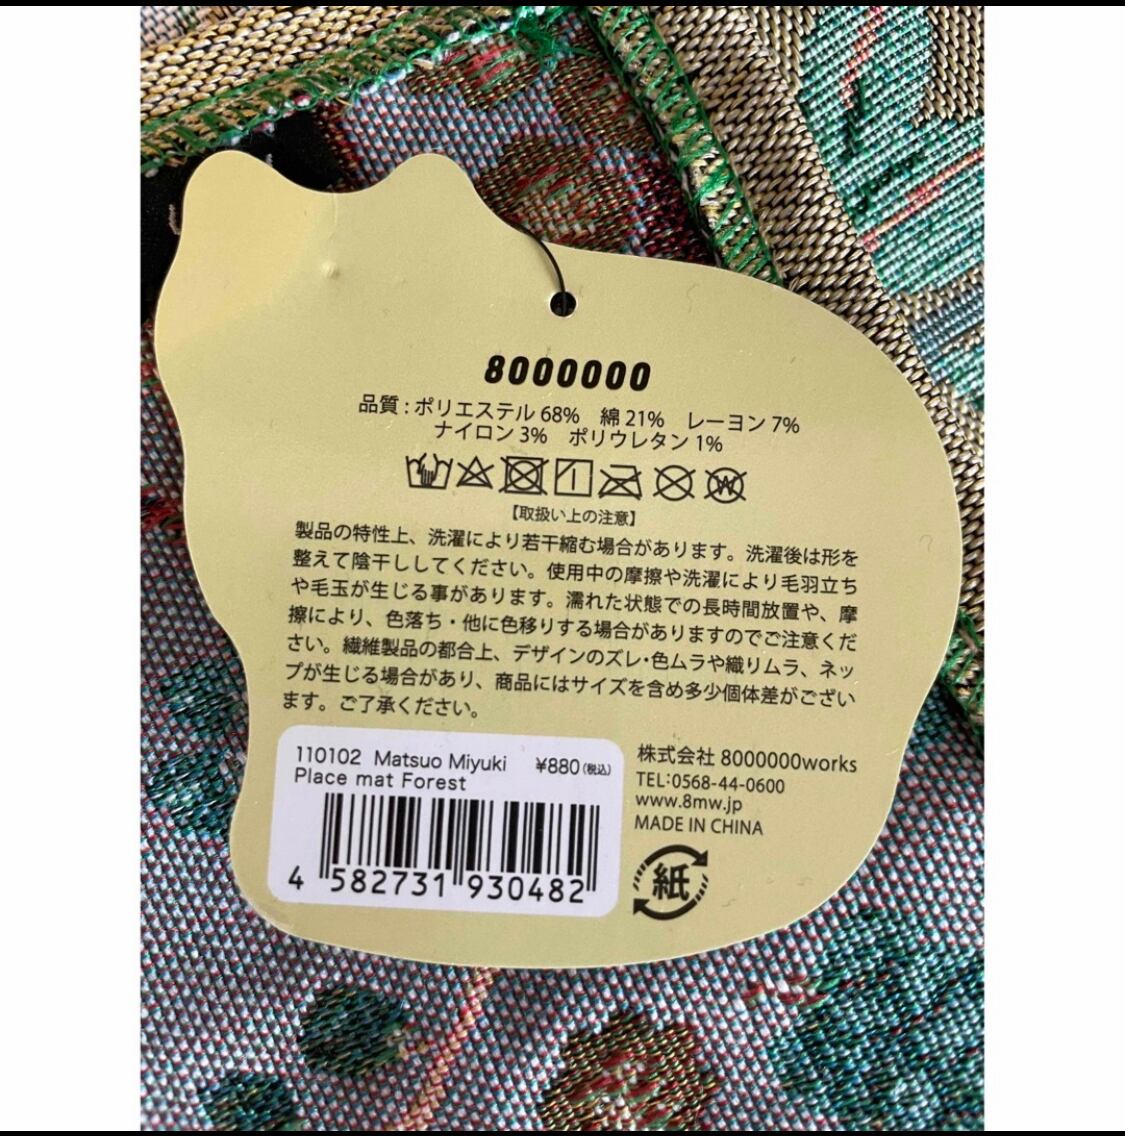 8000000
品質 : ポリエステル 68%　綿 21%　レーヨン 7%
ナイロン 3%　ポリウレタン 1%
【取扱い上の注意】
製品の特性上、洗濯により若干縮む場合があります。洗濯後は形を
整えて陰干ししてください。使用中の摩擦や洗濯により毛羽立ち
や毛玉が生じる事があります。濡れた状態での長時間放置や、摩
擦により、色落ち・他に色移りする場合がありますのでご注意くだ
さい。繊維製品の都合上、デザインのズレ・色ムラや織りムラ、ネッ
プが生じる場合があり、商品にはサイズを含め多少個体差がござい
ます。ご了承ください。
110102 Matsuo Miyuki ¥880(税込)
Place mat Forest
4 582731 930482
株式会社 8000000works
TEL:0568-44-0600
www.8mw.jp
MADE IN CHINA
紙